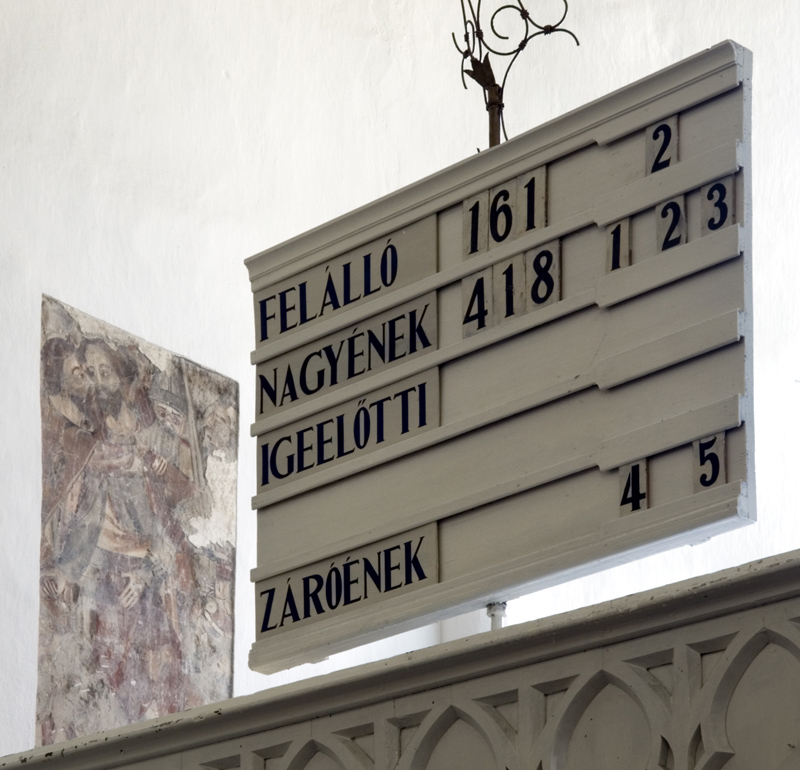 FELÁLLÓ 161 2
NAGYÉNEK 418 1 2 3
IGEELŐTTI
ZÁRÓÉNEK 4 5